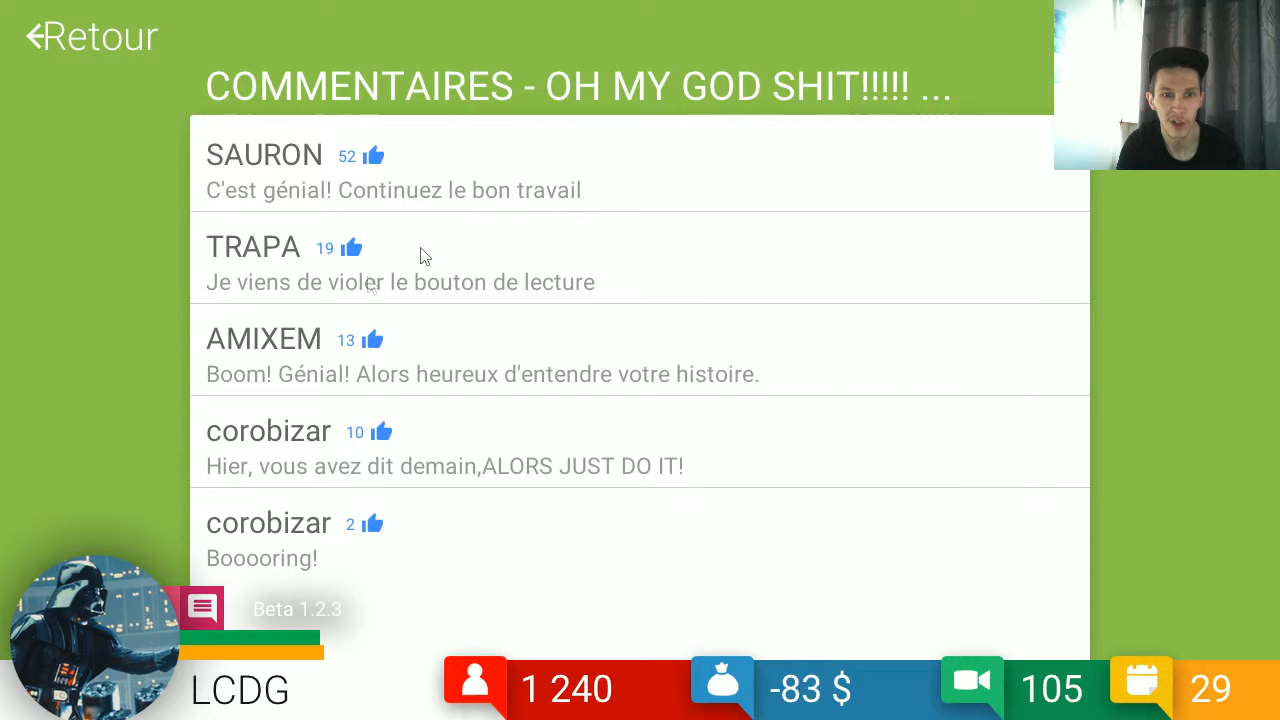 Retour
COMMENTAIRES - OH MY GOD SHIT!!!!! ...
SAURON 52
C'est génial! Continuez le bon travail
TRAPA 19
Je viens de violer le bouton de lecture
AMIXEM 13
Boom! Génial! Alors heureux d'entendre votre histoire.
corobizar 10
Hier, vous avez dit demain,ALORS JUST DO IT!
corobizar 2
Booooring!
Beta 1.2.3
LCDG 1 240 -83 $ 105 29